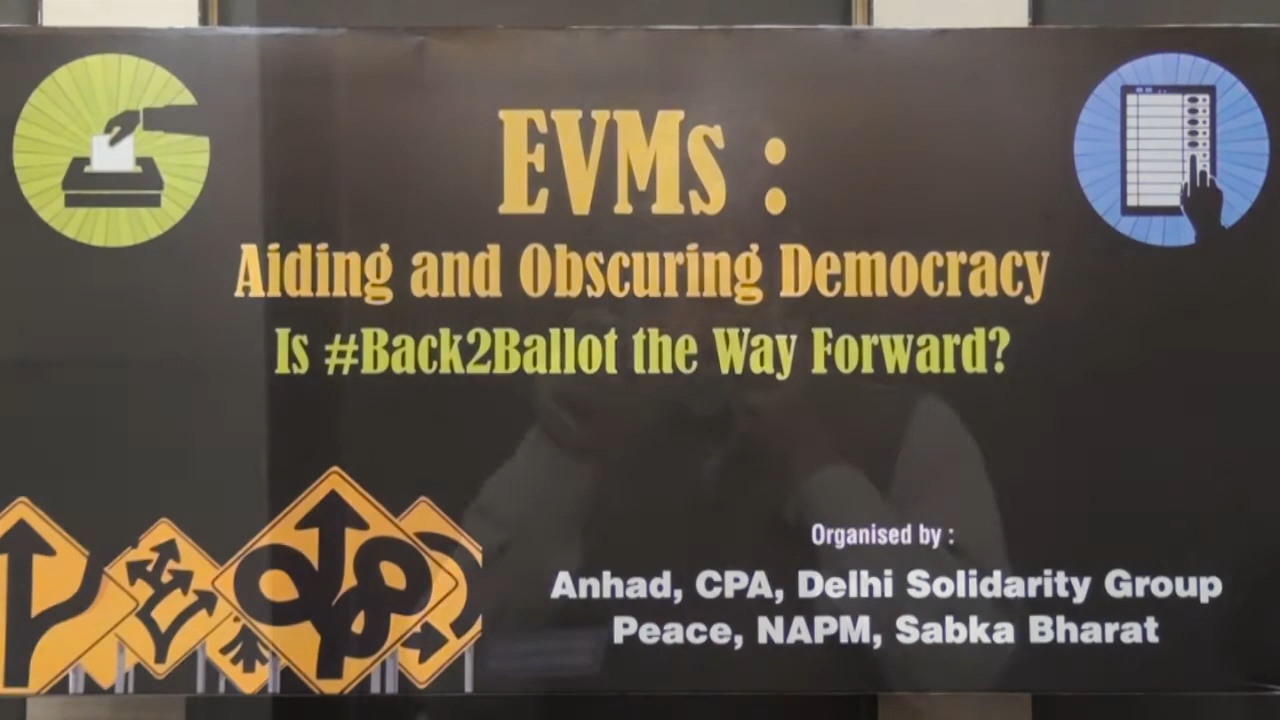 EVMs :
Aiding and Obscuring Democracy
Is #Back2Ballot the Way Forward?
Organised by :
Anhad, CPA, Delhi Solidarity Group
Peace, NAPM, Sabka Bharat